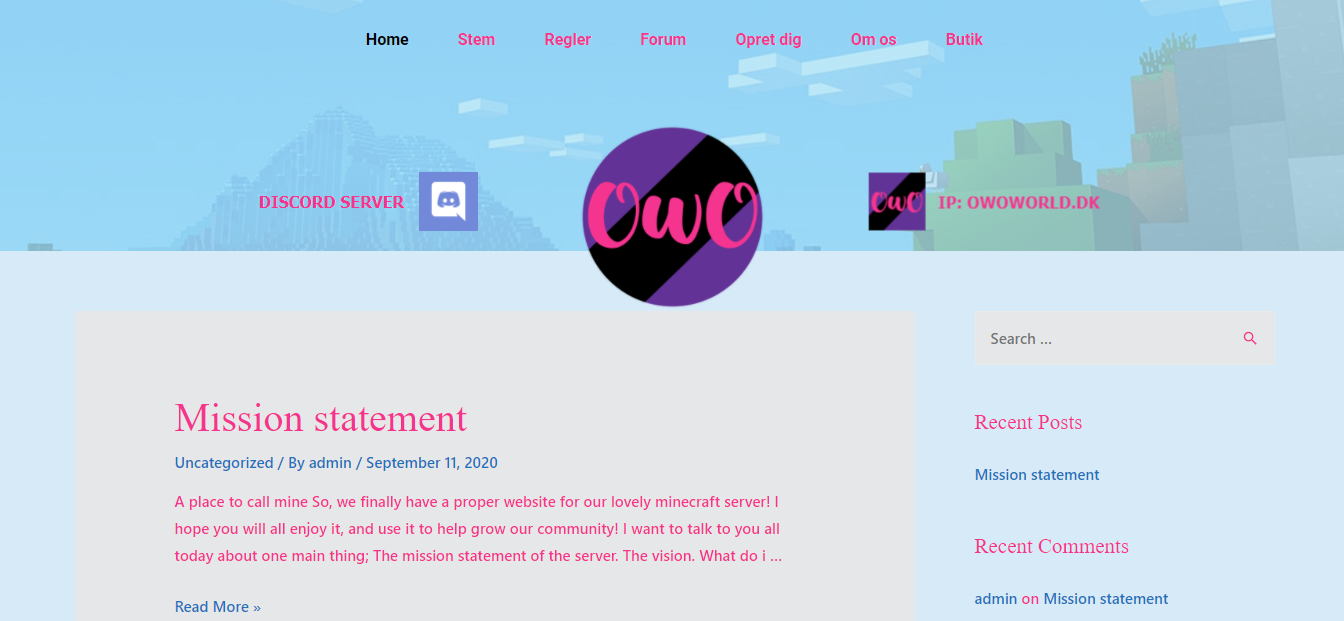 Home Stem Regler Forum Opret dig Om os Butik
DISCORD SERVER
OwO
OwO
IP: OWOWORLD.DK
Search ...
Mission statement
Uncategorized / By admin / September 11, 2020
A place to call mine So, we finally have a proper website for our lovely minecraft server! I
hope you will all enjoy it, and use it to help grow our community! I want to talk to you all
today about one main thing; The mission statement of the server. The vision. What do i ...
Read More »
Recent Posts
Mission statement
Recent Comments
admin on Mission statement